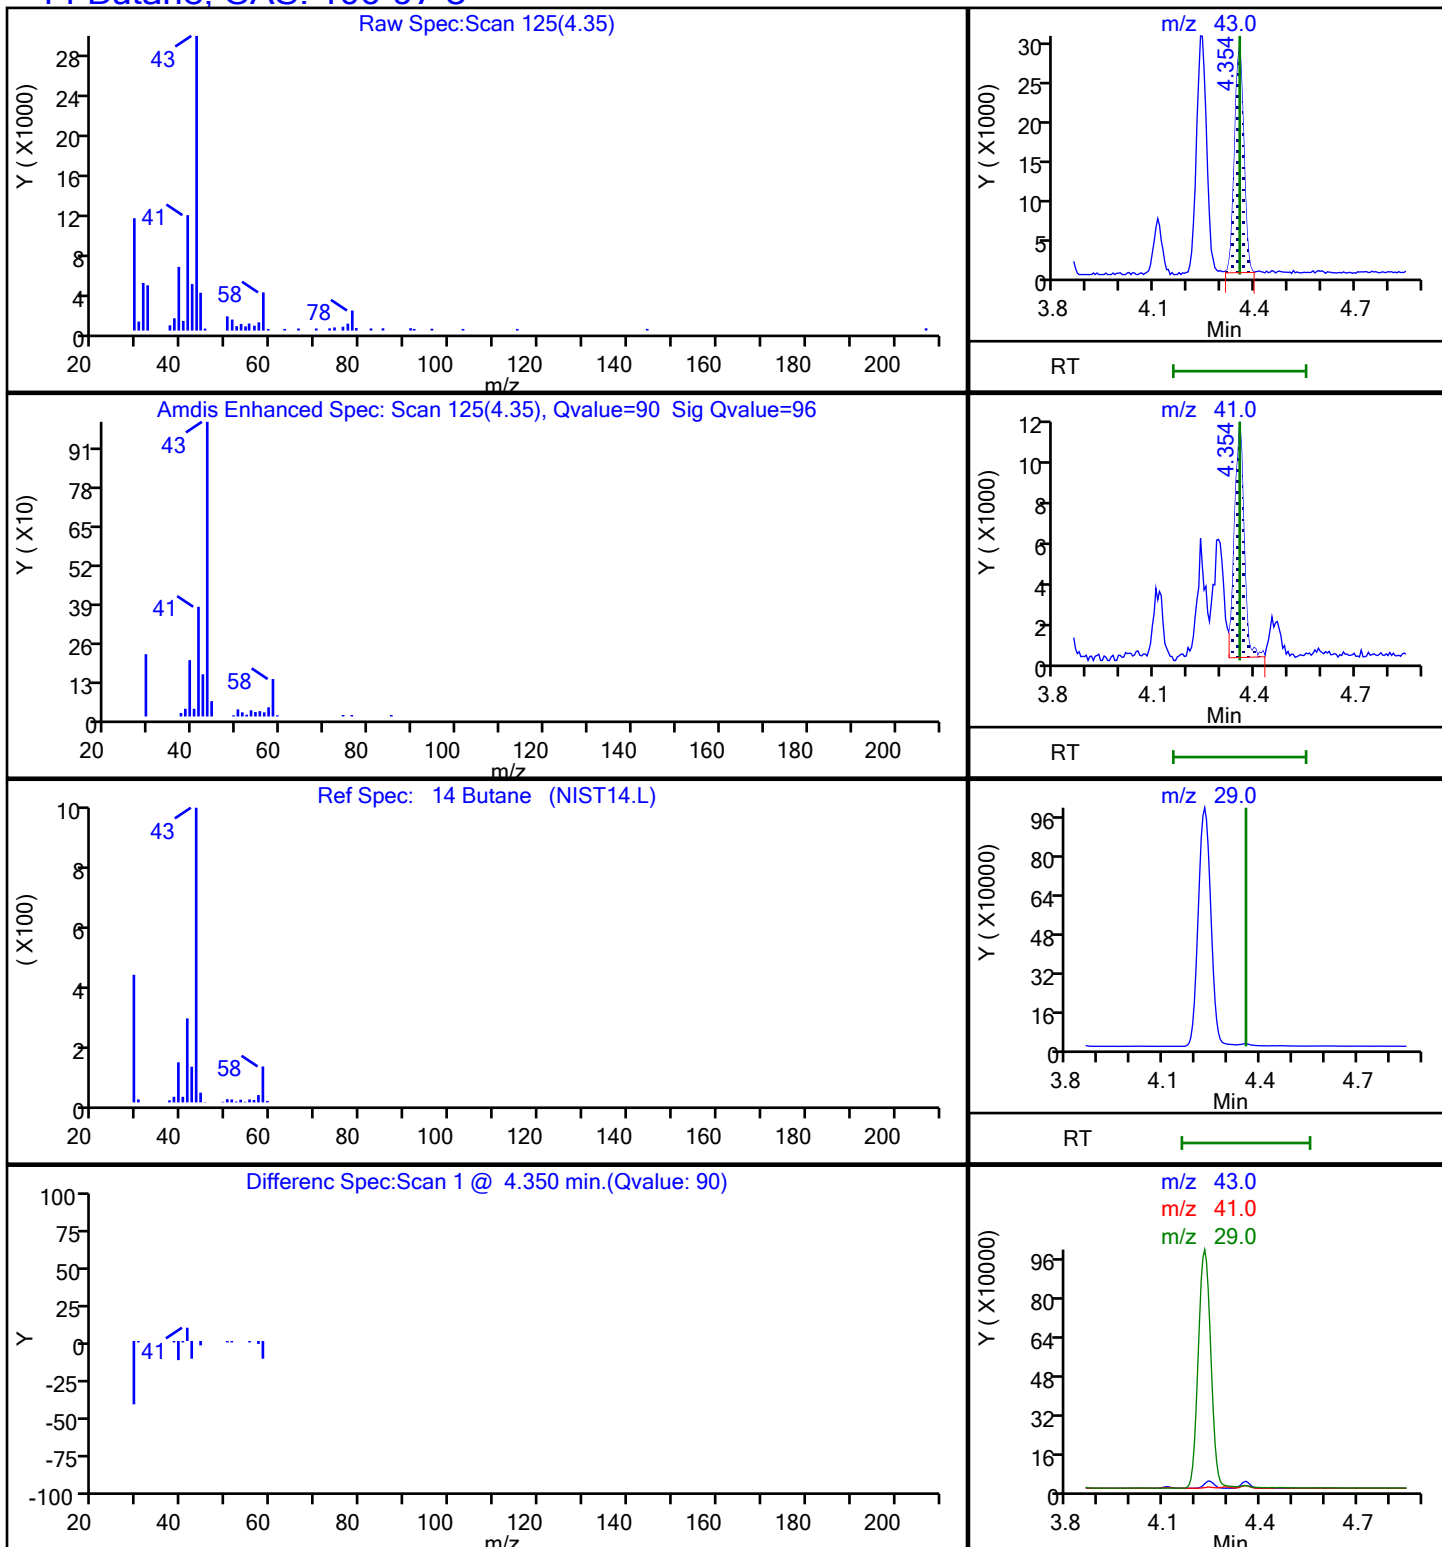 14 Butane, CAS: 106-97-8
Raw Spec:Scan 125(4.35)
Y ( X1000)
28
24
20
16
12
8
4
0
43
41
58
78
20 40 60 80 100 120 140 160 180 200
m/z
m/z 43.0
Y ( X1000)
30
25
20
15
10
5
0
4.354
3.8 4.1 4.4 4.7
Min
RT
Amdis Enhanced Spec: Scan 125(4.35), Qvalue=90 Sig Qvalue=96
Y ( X10)
91
78
65
52
39
26
13
0
43
41
58
20 40 60 80 100 120 140 160 180 200
m/z
m/z 41.0
Y ( X1000)
12
10
8
6
4
2
0
4.354
3.8 4.1 4.4 4.7
Min
RT
Ref Spec: 14 Butane (NIST14.L)
( X100)
10
8
6
4
2
0
43
58
20 40 60 80 100 120 140 160 180 200
m/z 29.0
Y ( X10000)
96
80
64
48
32
16
0
3.8 4.1 4.4 4.7
Min
RT
Differenc Spec:Scan 1 @ 4.350 min.(Qvalue: 90)
Y
100
75
50
25
0
-25
-50
-75
-100
41
20 40 60 80 100 120 140 160 180 200
m/z
m/z 43.0
m/z 41.0
m/z 29.0
Y ( X10000)
96
80
64
48
32
16
0
3.8 4.1 4.4 4.7
Min